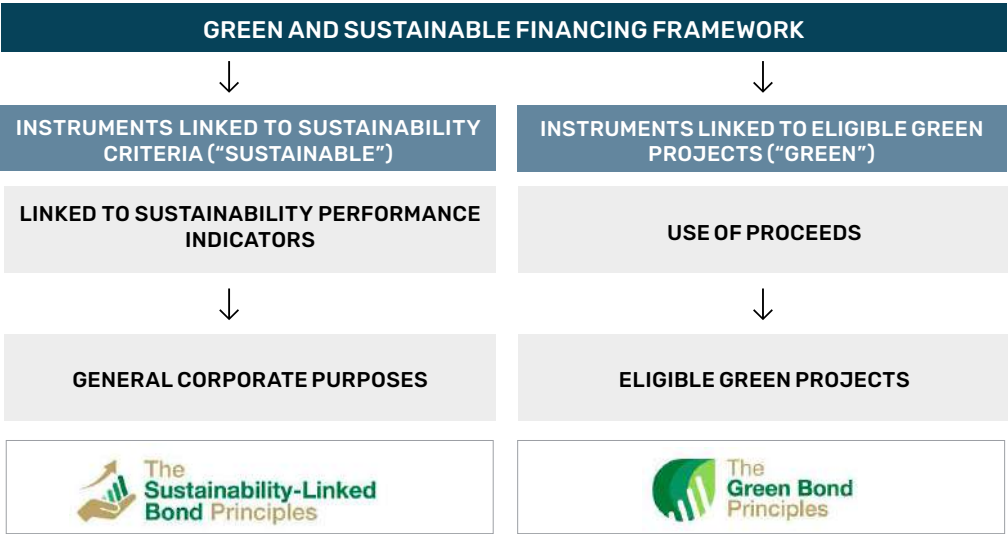 GREEN AND SUSTAINABLE FINANCING FRAMEWORK
INSTRUMENTS LINKED TO SUSTAINABILITY
CRITERIA (“SUSTAINABLE”)
LINKED TO SUSTAINABILITY PERFORMANCE
INDICATORS
GENERAL CORPORATE PURPOSES
The
Sustainability-Linked
Bond Principles
INSTRUMENTS LINKED TO ELIGIBLE GREEN
PROJECTS (“GREEN”)
USE OF PROCEEDS
ELIGIBLE GREEN PROJECTS
The
Green Bond
Principles